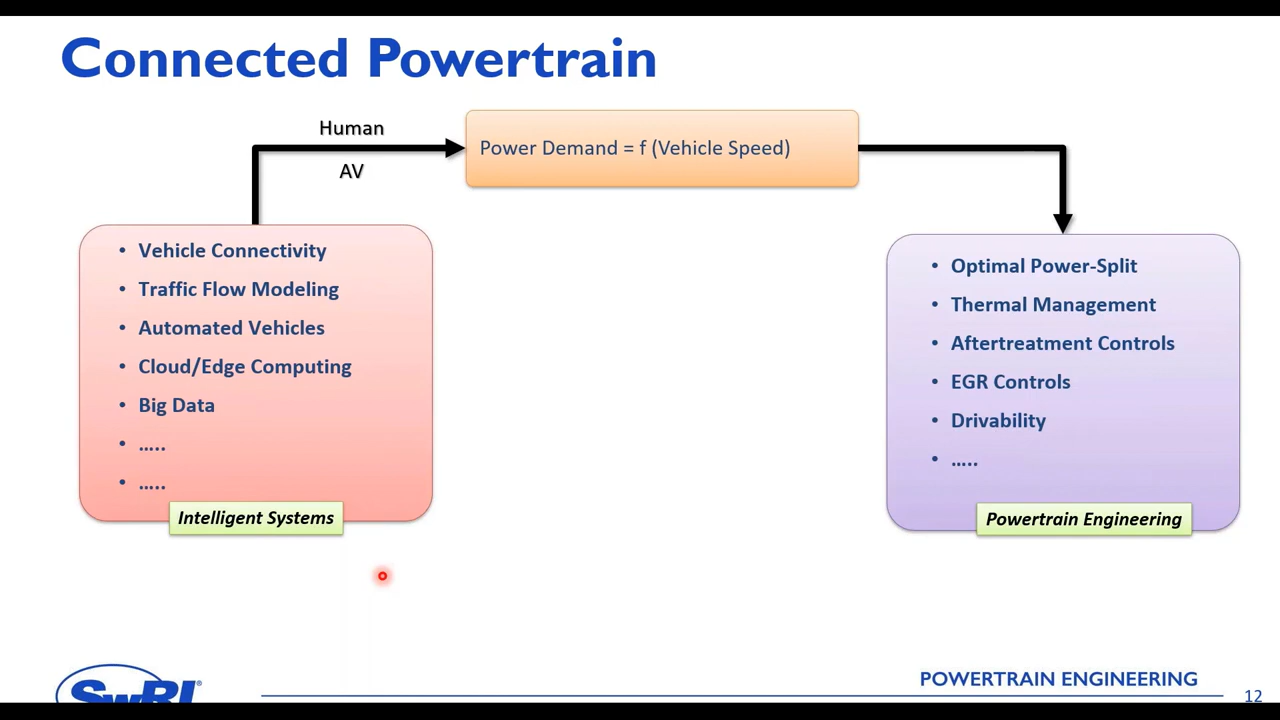 Connected Powertrain
Human
AV
Power Demand = f (Vehicle Speed)
• Vehicle Connectivity
• Traffic Flow Modeling
• Automated Vehicles
• Cloud/Edge Computing
• Big Data
• .....
• .....
Intelligent Systems
• Optimal Power-Split
• Thermal Management
• Aftertreatment Controls
• EGR Controls
• Drivability
• .....
Powertrain Engineering
SwRI®
POWERTRAIN ENGINEERING
12